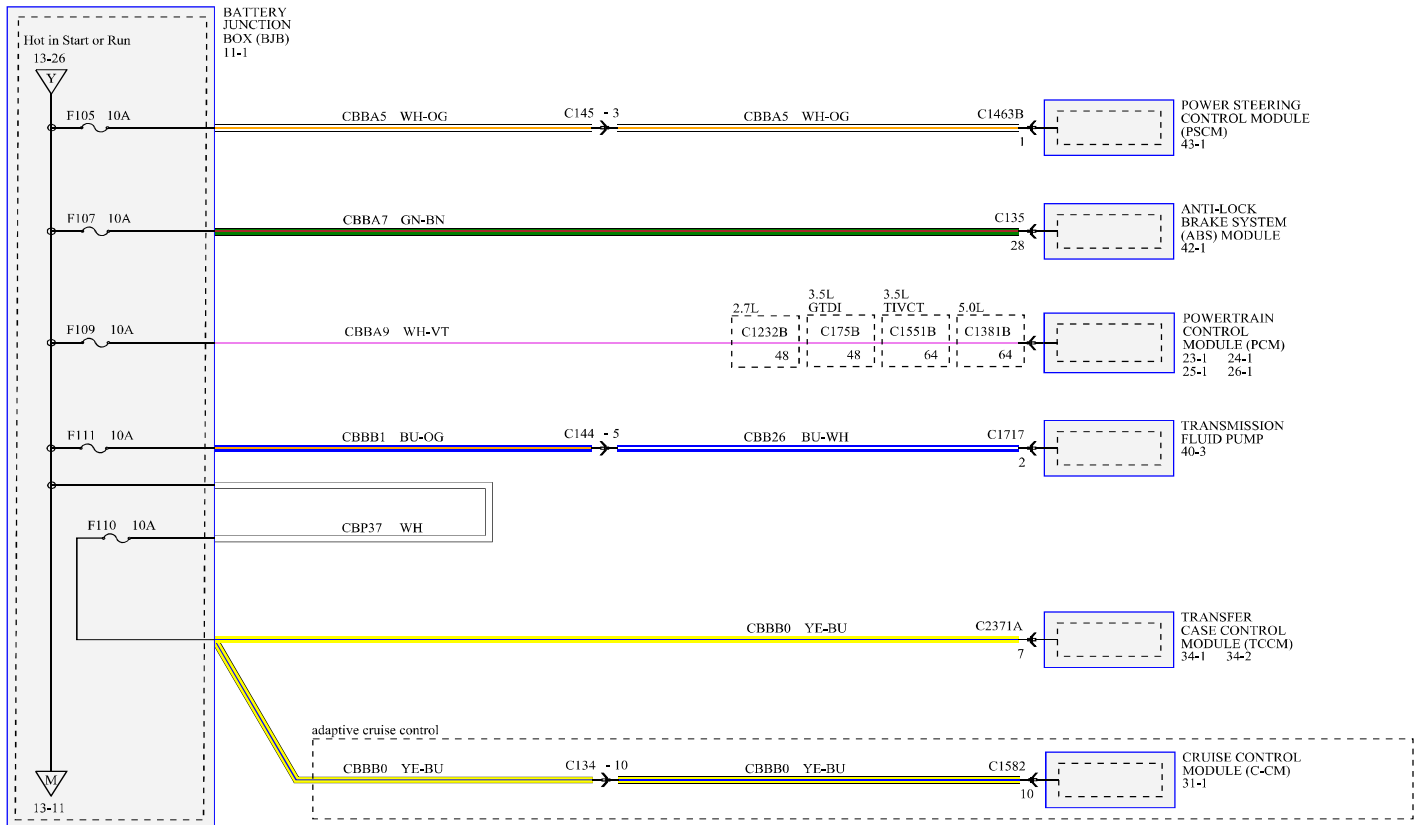 BATTERY
JUNCTION
BOX (BJB)
11-1
Hot in Start or Run
13-26
Y
F105 10A
CBBA5 WH-OG
C145 - 3
CBBA5 WH-OG
C1463B
1
POWER STEERING
CONTROL MODULE
(PSCM)
43-1
F107 10A
CBBA7 GN-BN
C135
28
ANTI-LOCK
BRAKE SYSTEM
(ABS) MODULE
42-1
F109 10A
CBBA9 WH-VT
2.7L
C1232B
48
3.5L
GTDI
C175B
48
3.5L
TIVCT
C1551B
64
5.0L
C1381B
64
POWERTRAIN
CONTROL
MODULE (PCM)
23-1 24-1
25-1 26-1
F111 10A
CBBB1 BU-OG
C144 - 5
CBB26 BU-WH
C1717
2
TRANSMISSION
FLUID PUMP
40-3
F110 10A
CBP37 WH
CBBB0 YE-BU
C2371A
7
TRANSFER
CASE CONTROL
MODULE (TCCM)
34-1 34-2
adaptive cruise control
CBBB0 YE-BU
C134 - 10
CBBB0 YE-BU
C1582
10
CRUISE CONTROL
MODULE (C-CM)
31-1
M
13-11